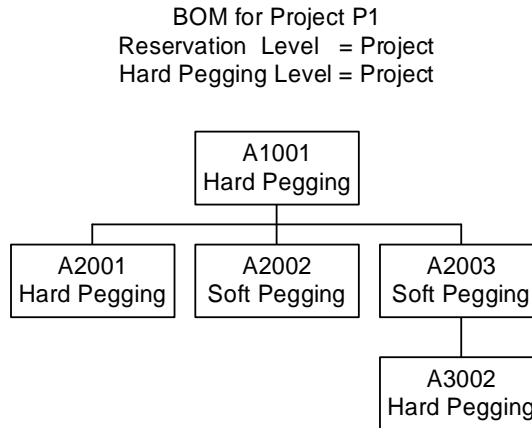 BOM for Project P1
Reservation Level = Project
Hard Pegging Level = Project
A1001
Hard Pegging
A2001
Hard Pegging
A2002
Soft Pegging
A2003
Soft Pegging
A3002
Hard Pegging